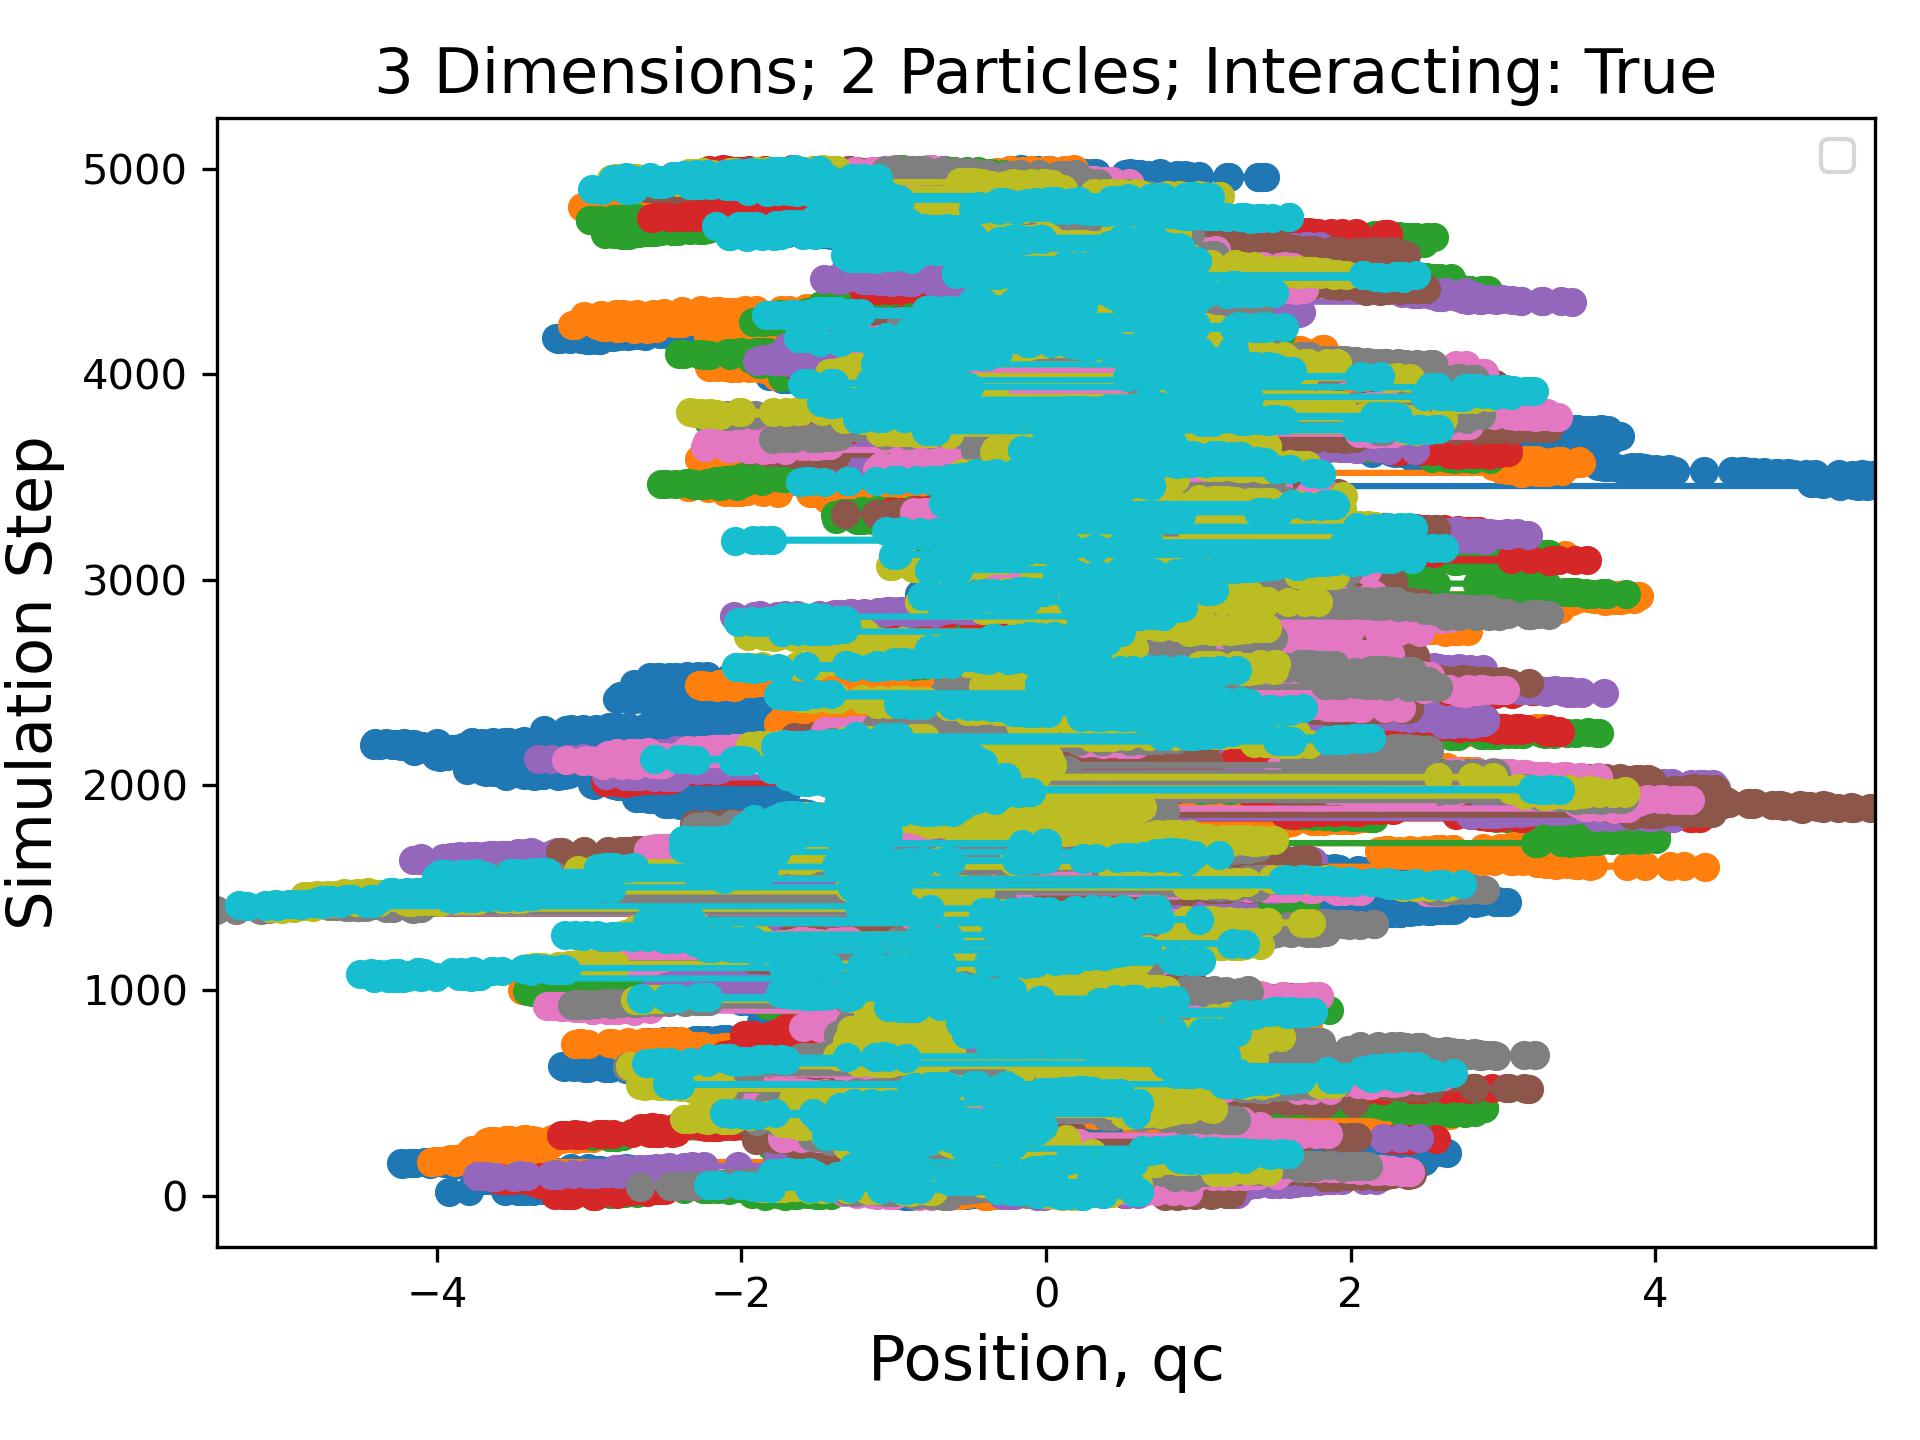 3 Dimensions; 2 Particles; Interacting: True
Simulation Step
5000
4000
3000
2000
1000
0
−4 −2 0 2 4
Position, qc